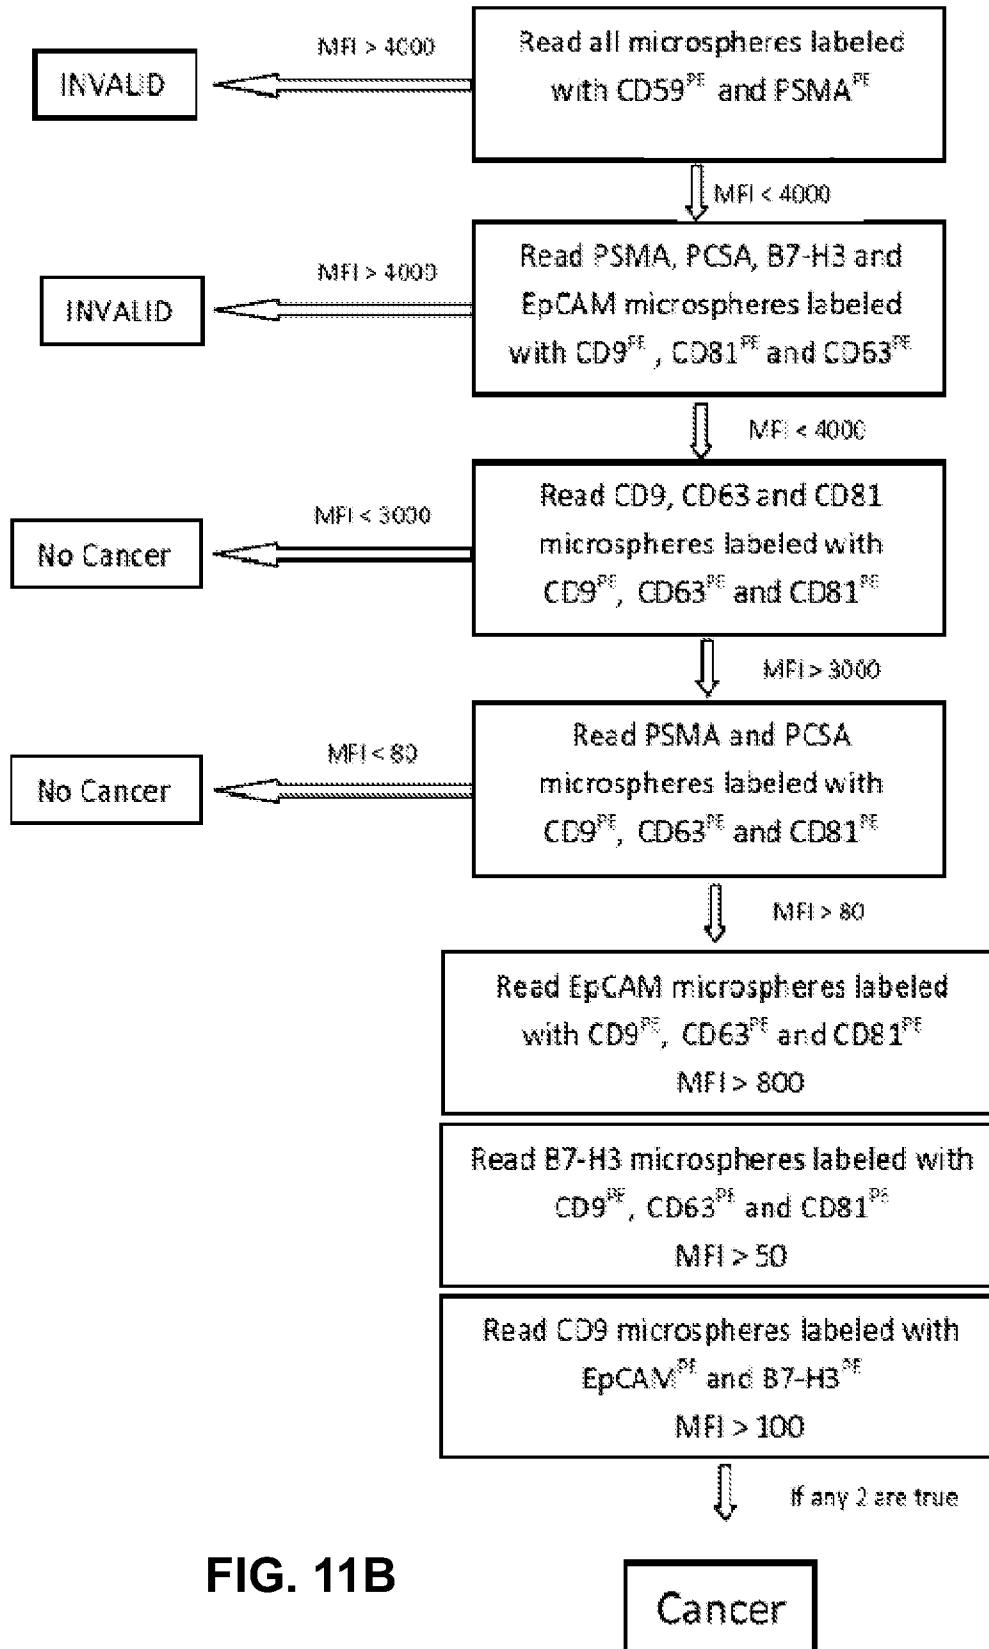 MFI > 4000
Read all microspheres labeled
with CD59PE and PSMAPE
INVALID
MFI < 4000
MFI > 4000
Read PSMA, PCSA, B7-H3 and
EpCAM microspheres labeled
with CD9PE , CD81PE and CD63PE
INVALID
MFI < 4000
MFI < 3000
Read CD9, CD63 and CD81
microspheres labeled with
CD9PE, CD63PE and CD81PE
No Cancer
MFI > 3000
MFI < 80
Read PSMA and PCSA
microspheres labeled with
CD9PE, CD63PE and CD81PE
No Cancer
MFI > 80
Read EpCAM microspheres labeled
with CD9PE, CD63PE and CD81PE
MFI > 800
Read B7-H3 microspheres labeled with
CD9PE, CD63PE and CD81PE
MFI > 50
Read CD9 microspheres labeled with
EpCAMPE and B7-H3PE
MFI > 100
If any 2 are true
FIG. 11B
Cancer